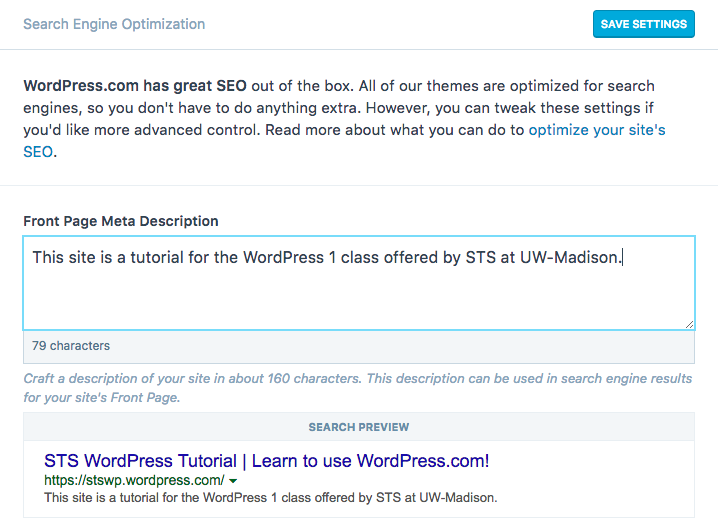 Search Engine Optimization
SAVE SETTINGS
WordPress.com has great SEO out of the box. All of our themes are optimized for search
engines, so you don't have to do anything extra. However, you can tweak these settings if
you'd like more advanced control. Read more about what you can do to optimize your site's
SEO.
Front Page Meta Description
This site is a tutorial for the WordPress 1 class offered by STS at UW-Madison.
79 characters
Craft a description of your site in about 160 characters. This description can be used in search engine results
for your site's Front Page.
SEARCH PREVIEW
STS WordPress Tutorial | Learn to use WordPress.com!
https://stswp.wordpress.com/
This site is a tutorial for the WordPress 1 class offered by STS at UW-Madison.